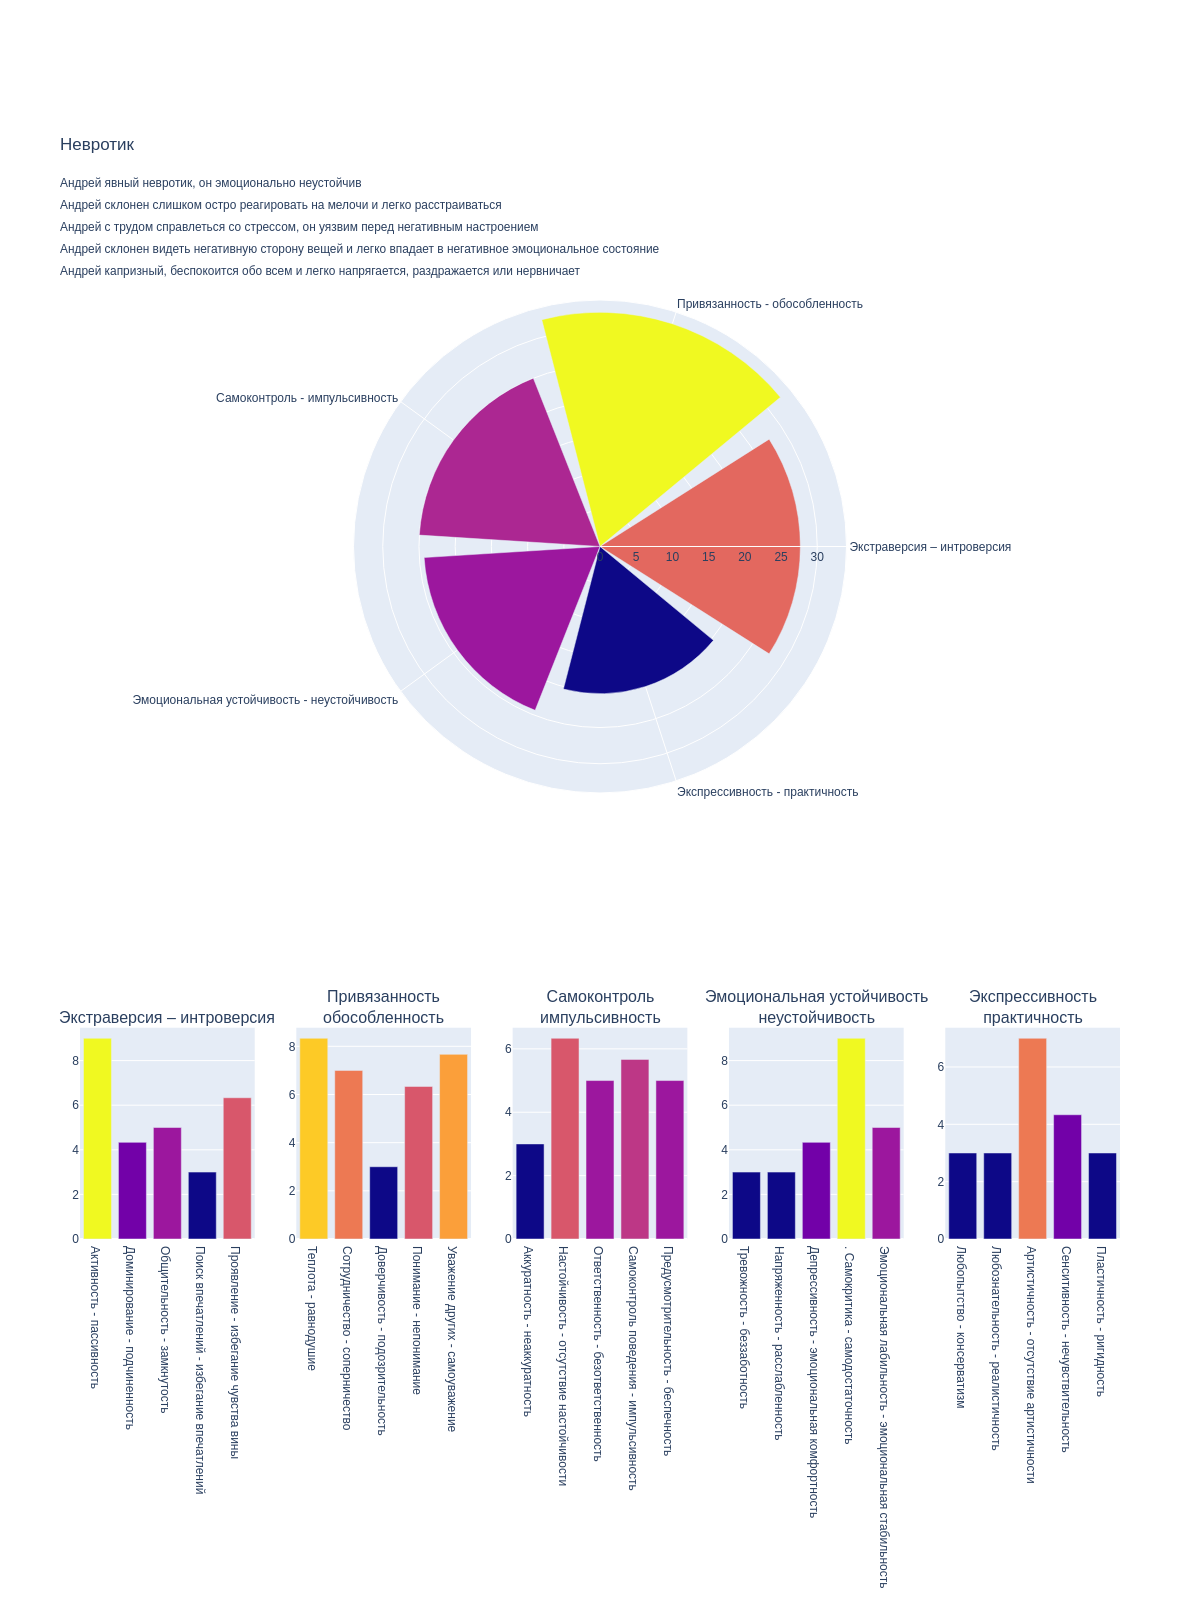 Невротик
Андрей явный невротик, он эмоционально неустойчив
Андрей склонен слишком остро реагировать на мелочи и легко расстраиваться
Андрей с трудом справлеться со стрессом, он уязвим перед негативным настроением
Андрей склонен видеть негативную сторону вещей и легко впадает в негативное эмоциональное состояние
Андрей капризный, беспокоится обо всем и легко напрягается, раздражается или нервничает
Привязанность - обособленность
Самоконтроль - импульсивность
Экстраверсия – интроверсия
0 5 10 15 20 25 30
Эмоциональная устойчивость - неустойчивость
Экспрессивность - практичность
Экстраверсия – интроверсия
8
6
4
2
0
Активность - пассивность
Доминирование - подчиненность
Общительность - замкнутость
Поиск впечатлений - избегание впечатлений
Проявление - избегание чувства вины
Привязанность
обособленность
8
6
4
2
0
Теплота - равнодушие
Сотрудничество - соперничество
Доверчивость - подозрительность
Понимание - непонимание
Уважение других - самоуважение
Самоконтроль
импульсивность
6
4
2
0
Аккуратность - неаккуратность
Настойчивость - отсутствие настойчивости
Ответственность - безответственность
Самоконтроль поведения - импульсивность
Предусмотрительность - беспечность
Эмоциональная устойчивость
неустойчивость
8
6
4
2
0
Тревожность - беззаботность
Напряженность - расслабленность
Депрессивность - эмоциональная комфортность
. Самокритика - самодостаточность
Эмоциональная лабильность - эмоциональная стабильность
Экспрессивность
практичность
6
4
2
0
Любопытство - консерватизм
Любознательность - реалистичность
Артистичность - отсутствие артистичности
Сенситивность - нечувствительность
Пластичность - ригидность